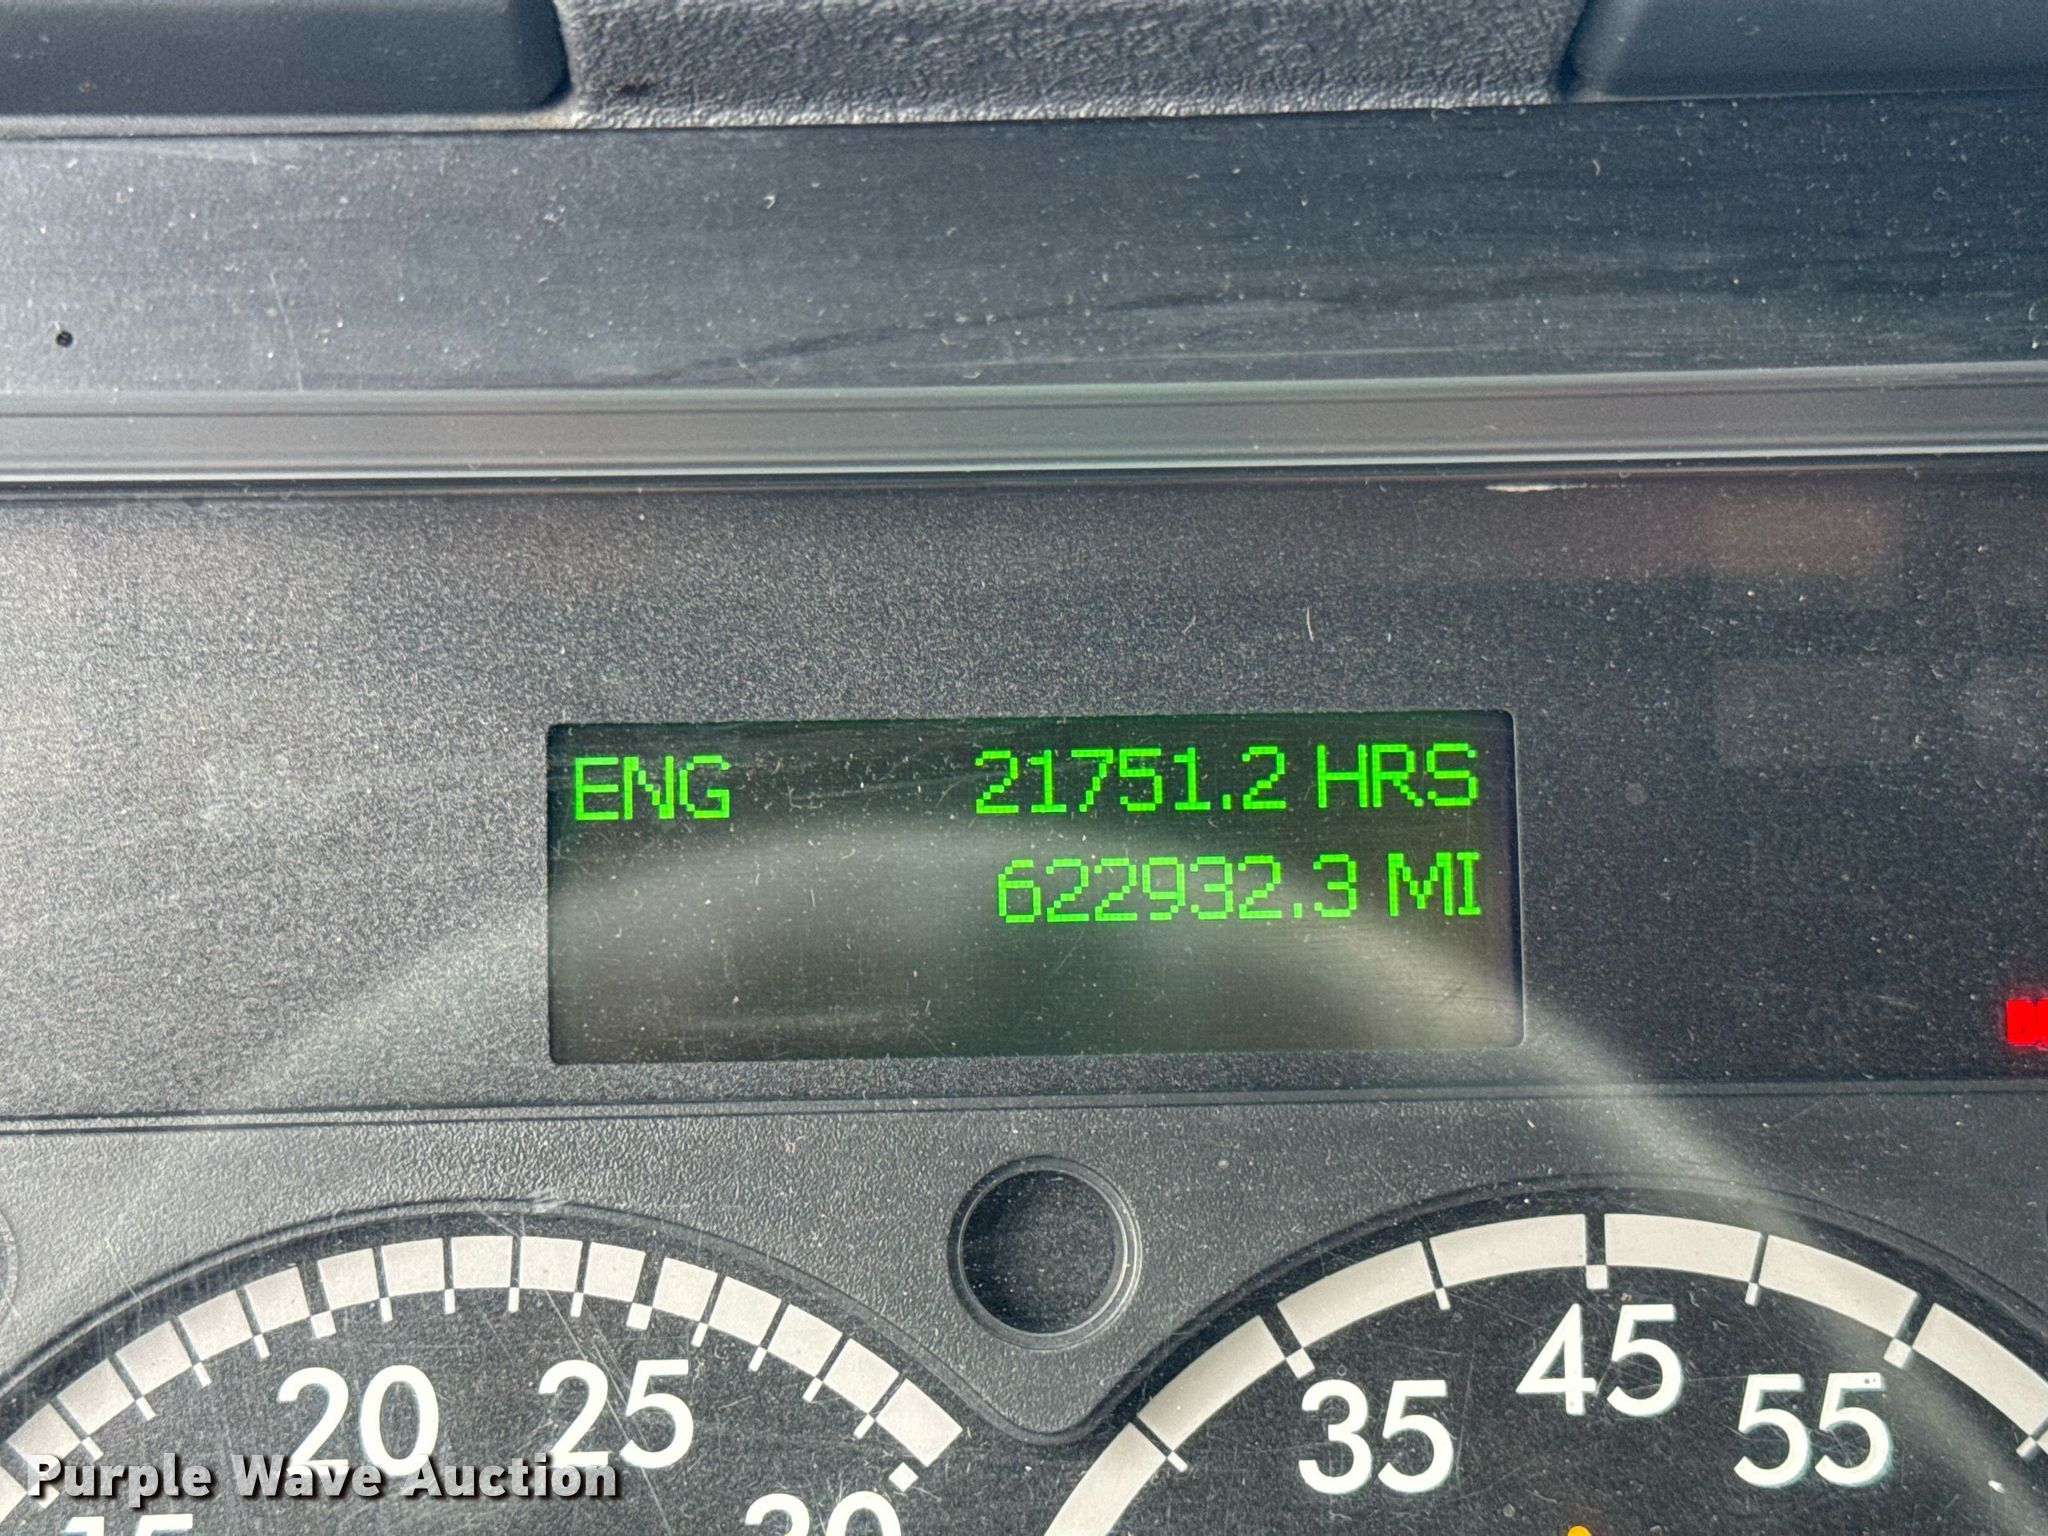 ENG 21751.2 HRS
622932.3 MI
20 25
35 45 55
Purple Wave Auction